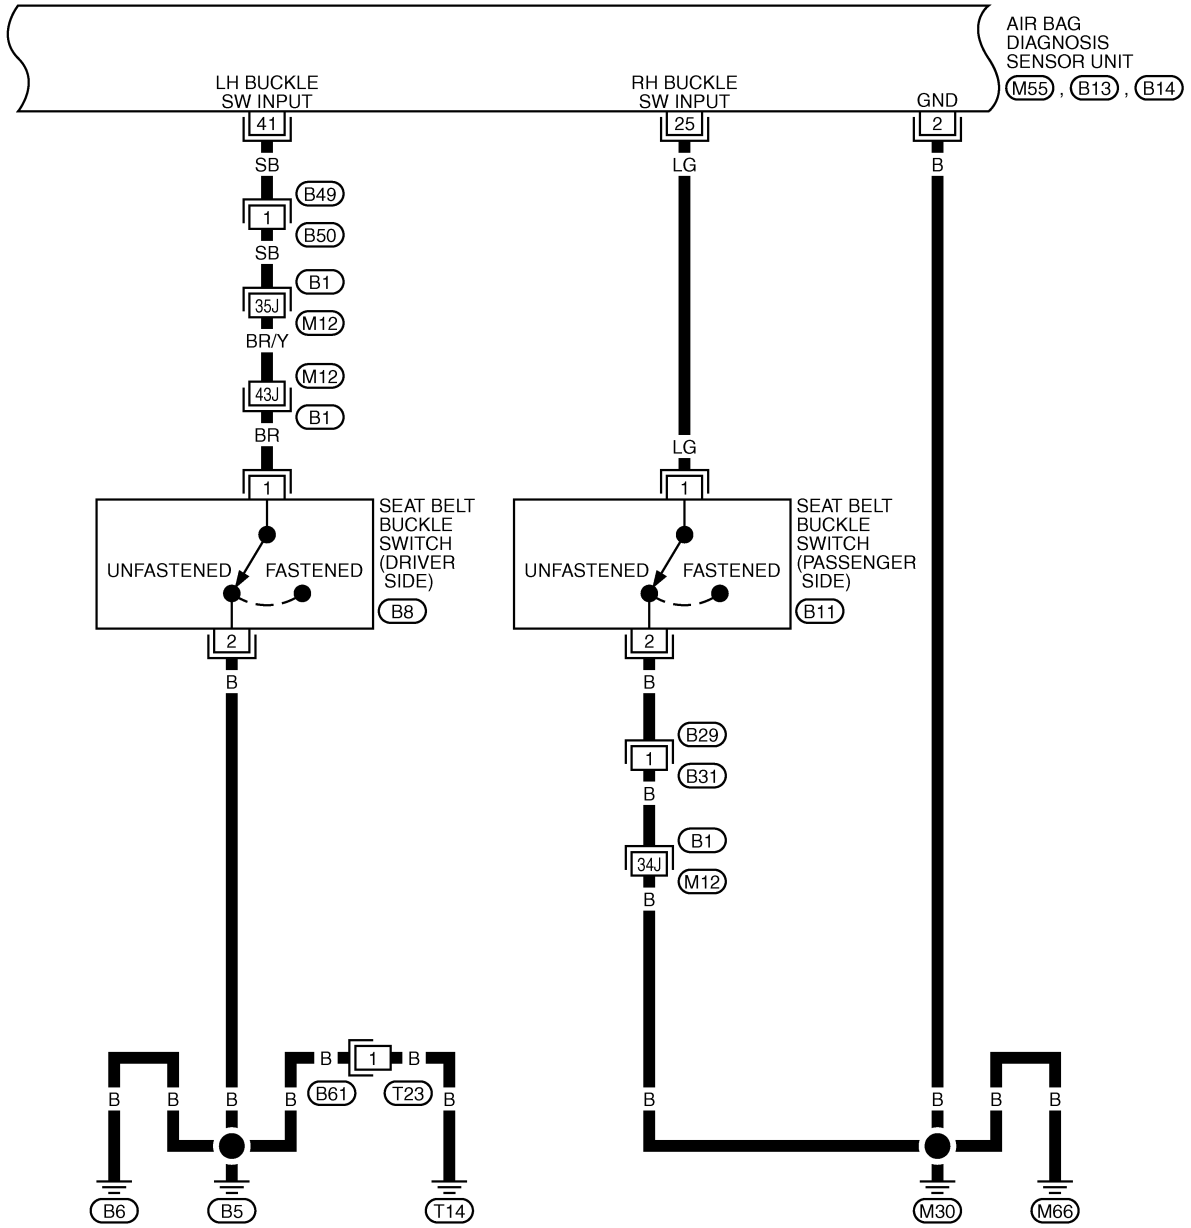 AIR BAG
DIAGNOSIS
SENSOR UNIT
M55 , B13 , B14
LH BUCKLE
SW INPUT
RH BUCKLE
SW INPUT
GND
41
25
2
SB
LG
B
B49
1
B50
SB
B1
35J
M12
BR/Y
M12
43J
B1
BR
LG
1
1
SEAT BELT
BUCKLE
SWITCH
(DRIVER
SIDE)
B8
UNFASTENED
FASTENED
SEAT BELT
BUCKLE
SWITCH
(PASSENGER
SIDE)
B11
UNFASTENED
FASTENED
2
2
B
B
B29
1
B31
B
B1
34J
M12
B
B
1
B
B61
T23
B
B
B
B
B
B
B
B
B
B6
B5
T14
M30
M66